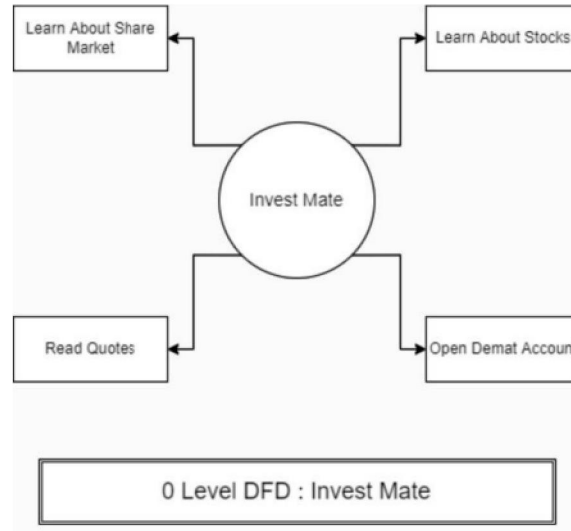 Learn About Share
Market
Learn About Stocks
Invest Mate
Read Quotes
Open Demat Accoun
0 Level DFD : Invest Mate